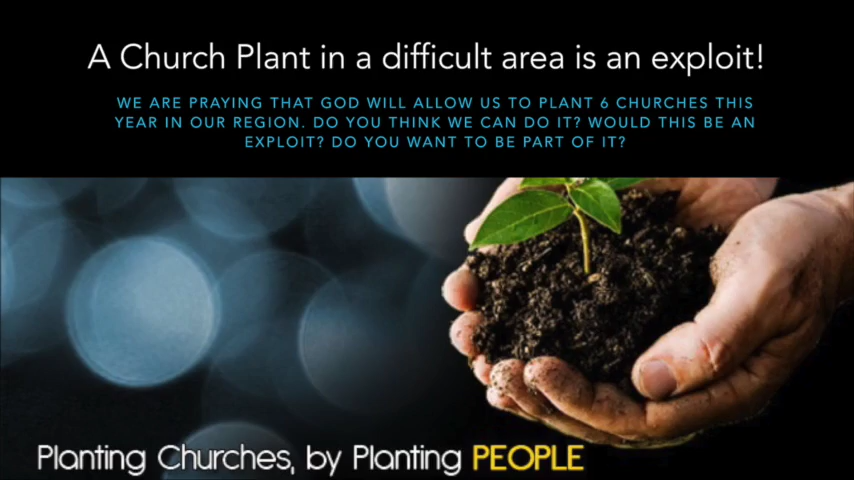 A Church Plant in a difficult area is an exploit!
WE ARE PRAYING THAT GOD WILL ALLOW US TO PLANT 6 CHURCHES THIS
YEAR IN OUR REGION. DO YOU THINK WE CAN DO IT? WOULD THIS BE AN
EXPLOIT? DO YOU WANT TO BE PART OF IT?
Planting Churches, by Planting PEOPLE